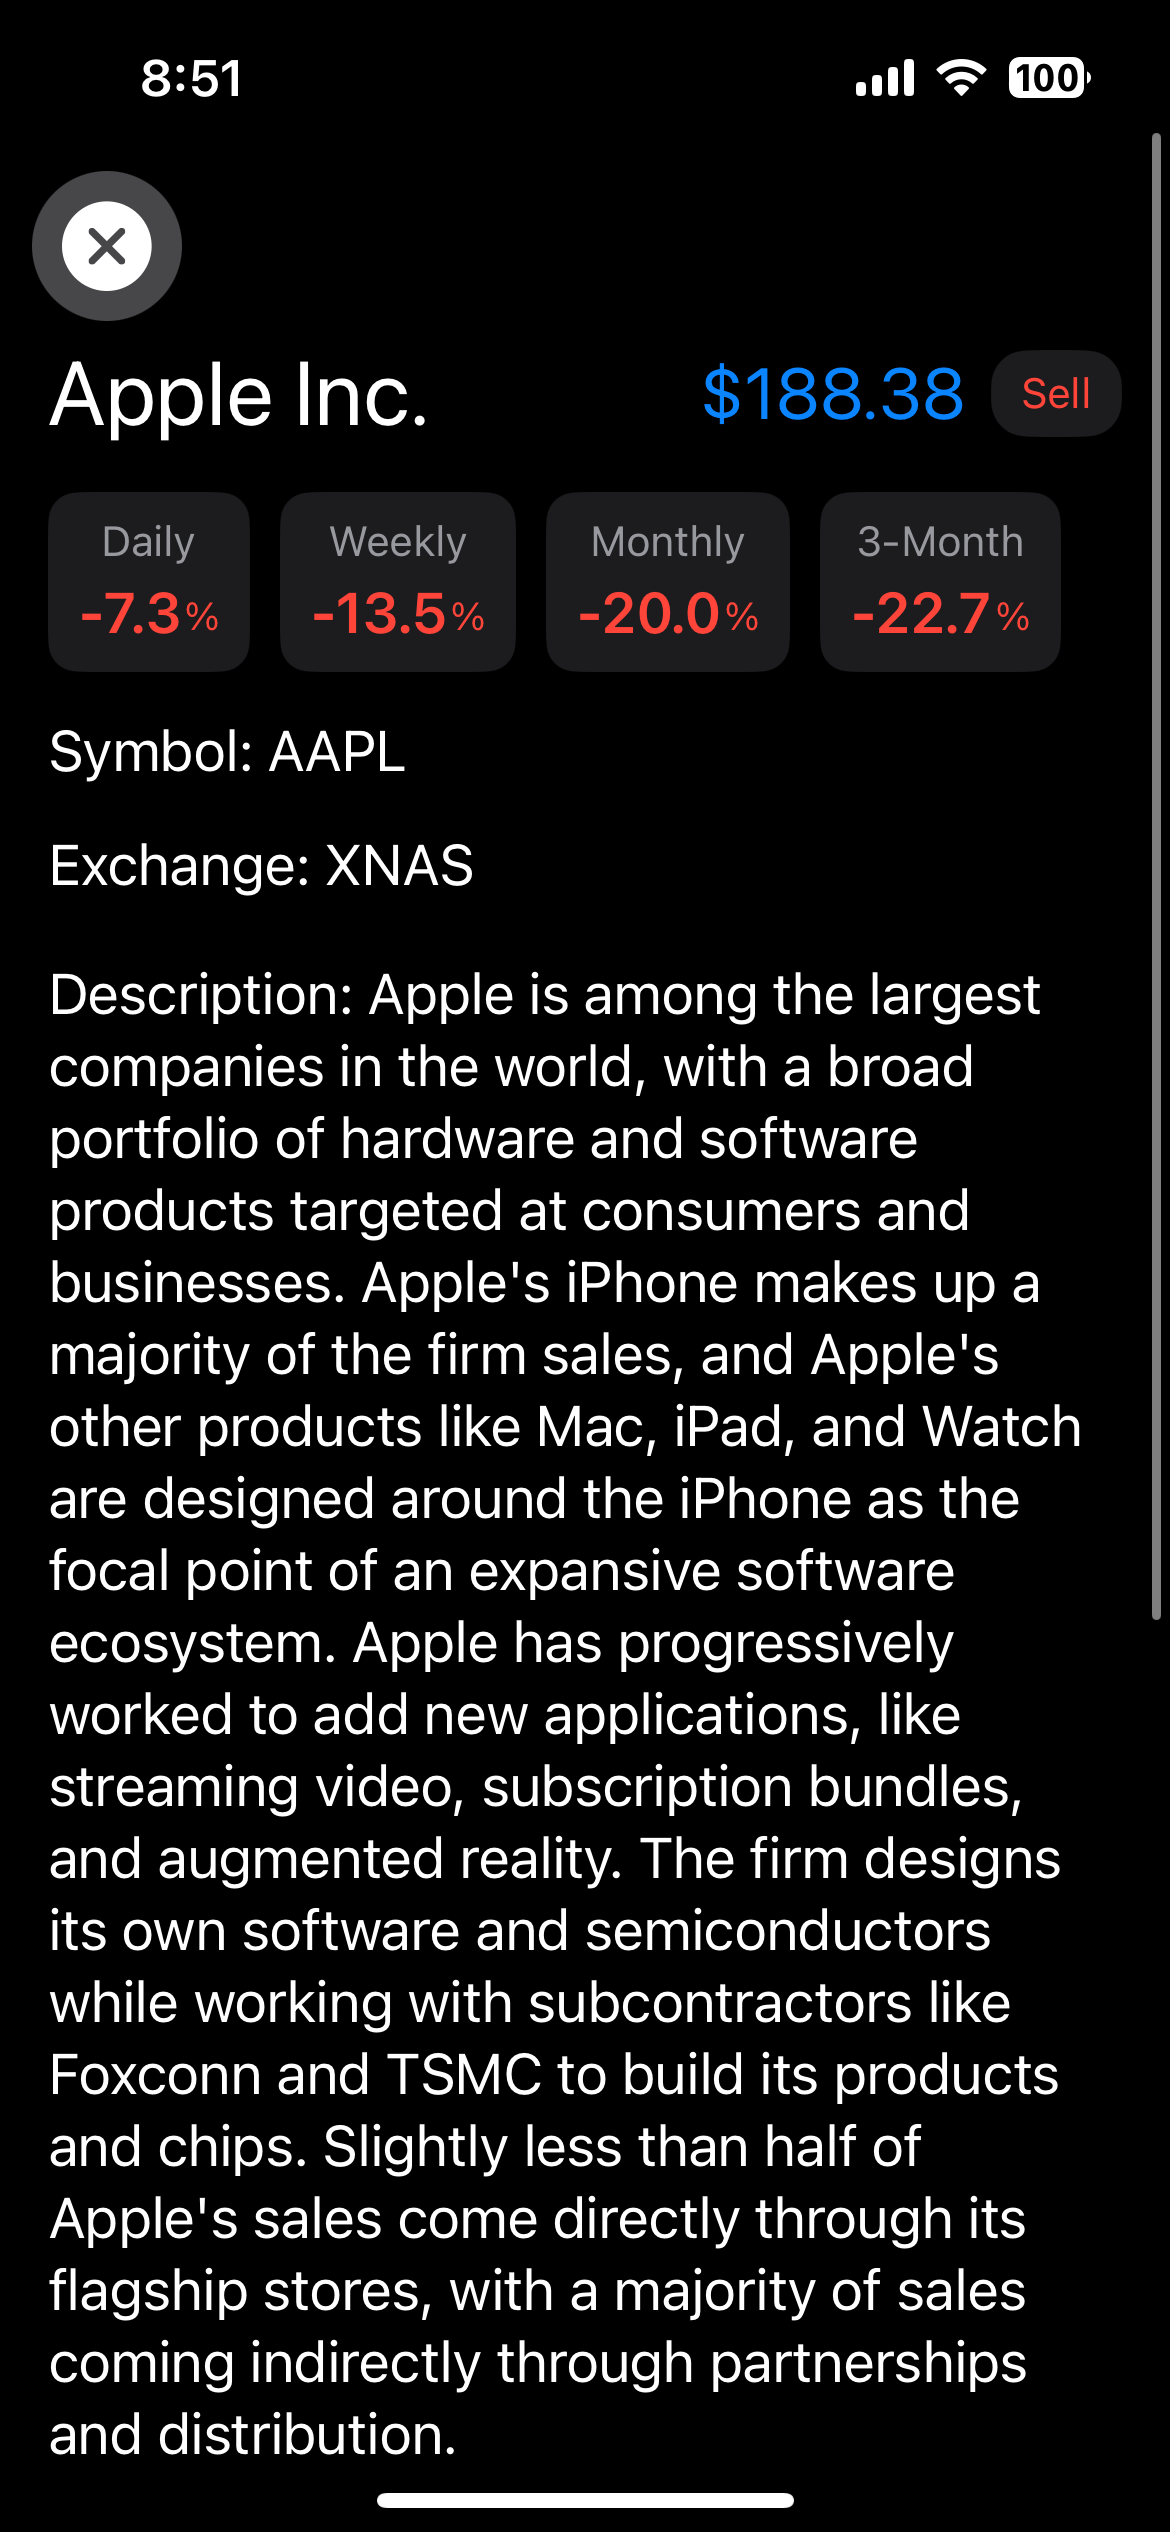 8:51
100
Apple Inc.
$188.38
Sell
Daily
Weekly
Monthly
3-Month
-7.3%
-13.5%
-20.0%
-22.7%
Symbol: AAPL
Exchange: XNAS
Description: Apple is among the largest
companies in the world, with a broad
portfolio of hardware and software
products targeted at consumers and
businesses. Apple's iPhone makes up a
majority of the firm sales, and Apple's
other products like Mac, iPad, and Watch
are designed around the iPhone as the
focal point of an expansive software
ecosystem. Apple has progressively
worked to add new applications, like
streaming video, subscription bundles,
and augmented reality. The firm designs
its own software and semiconductors
while working with subcontractors like
Foxconn and TSMC to build its products
and chips. Slightly less than half of
Apple's sales come directly through its
flagship stores, with a majority of sales
coming indirectly through partnerships
and distribution.